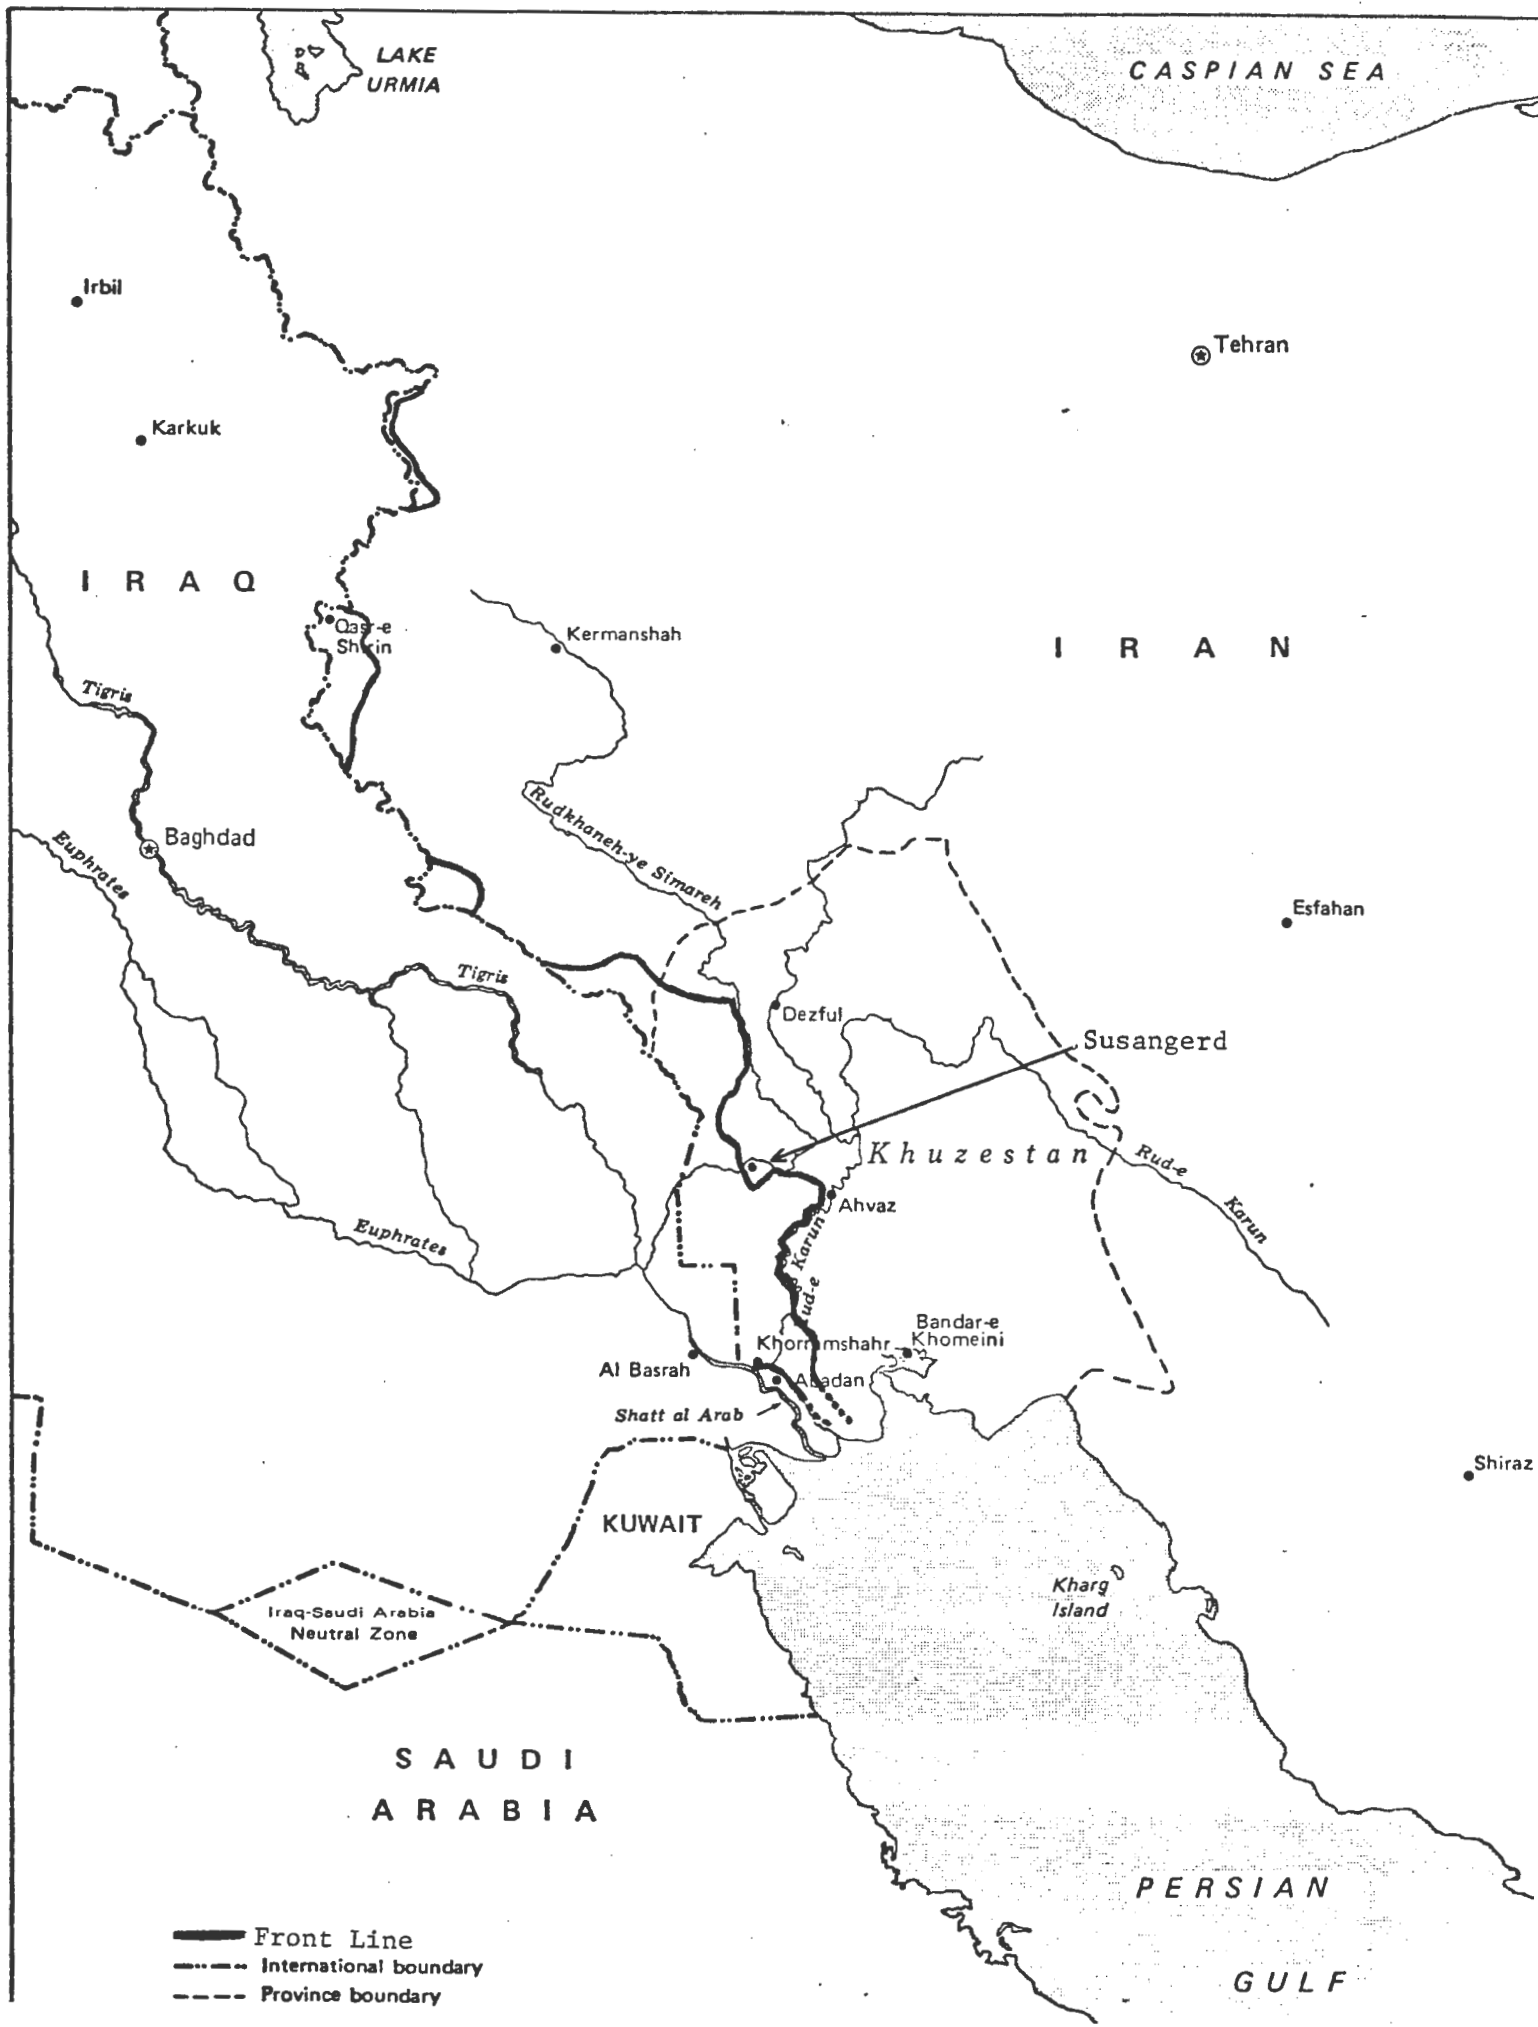 LAKE
URMIA
CASPIAN SEA
Irbil
Tehran
Karkuk
IRAQ
Qasr-e
Shirin
Kermanshah
IRAN
Tigris
Rudkhaneh-ye Simareh
Baghdad
Euphrates
Esfahan
Tigris
Dezful
Susangerd
Khuzestan
Rud-e
Karun
Ahvaz
Euphrates
Rud-e Karun
Bandar-e
Khomeini
Khorramshahr
Al Basrah
Abadan
Shatt al Arab
Shiraz
KUWAIT
Kharg
Island
Iraq-Saudi Arabia
Neutral Zone
SAUDI
ARABIA
PERSIAN
GULF
Front Line
International boundary
Province boundary